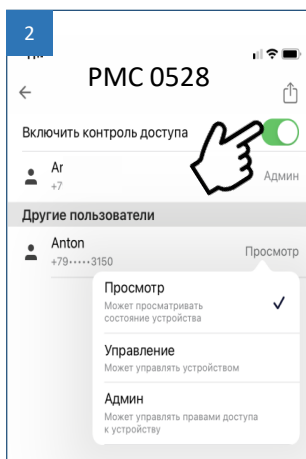 2
PMC 0528
Включить контроль доступа
Ar
+7
Админ
Другие пользователи
Anton
+79·····3150
Просмотр
Просмотр
Может просматривать
состояние устройства
Управление
Может управлять устройством
Админ
Может управлять правами доступа
к устройству